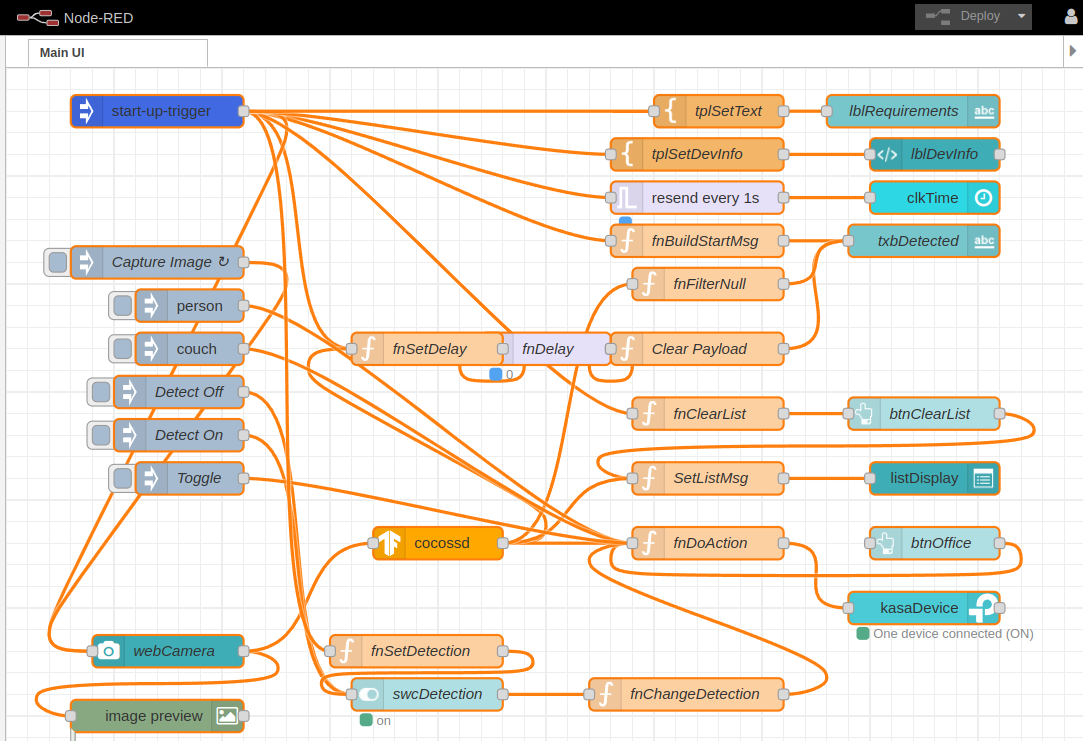 Node-RED
Deploy
Main UI
start-up-trigger
tplSetText
lblRequirements
abc
tplSetDevInfo
</>
lblDevInfo
resend every 1s
clkTime
fnBuildStartMsg
txbDetected
abc
Capture Image ↻
fnFilterNull
person
couch
fnSetDelay
fnDelay
Clear Payload
0
Detect Off
fnClearList
btnClearList
Detect On
Toggle
SetListMsg
listDisplay
cocossd
fnDoAction
btnOffice
kasaDevice
One device connected (ON)
webCamera
fnSetDetection
swcDetection
fnChangeDetection
image preview
on